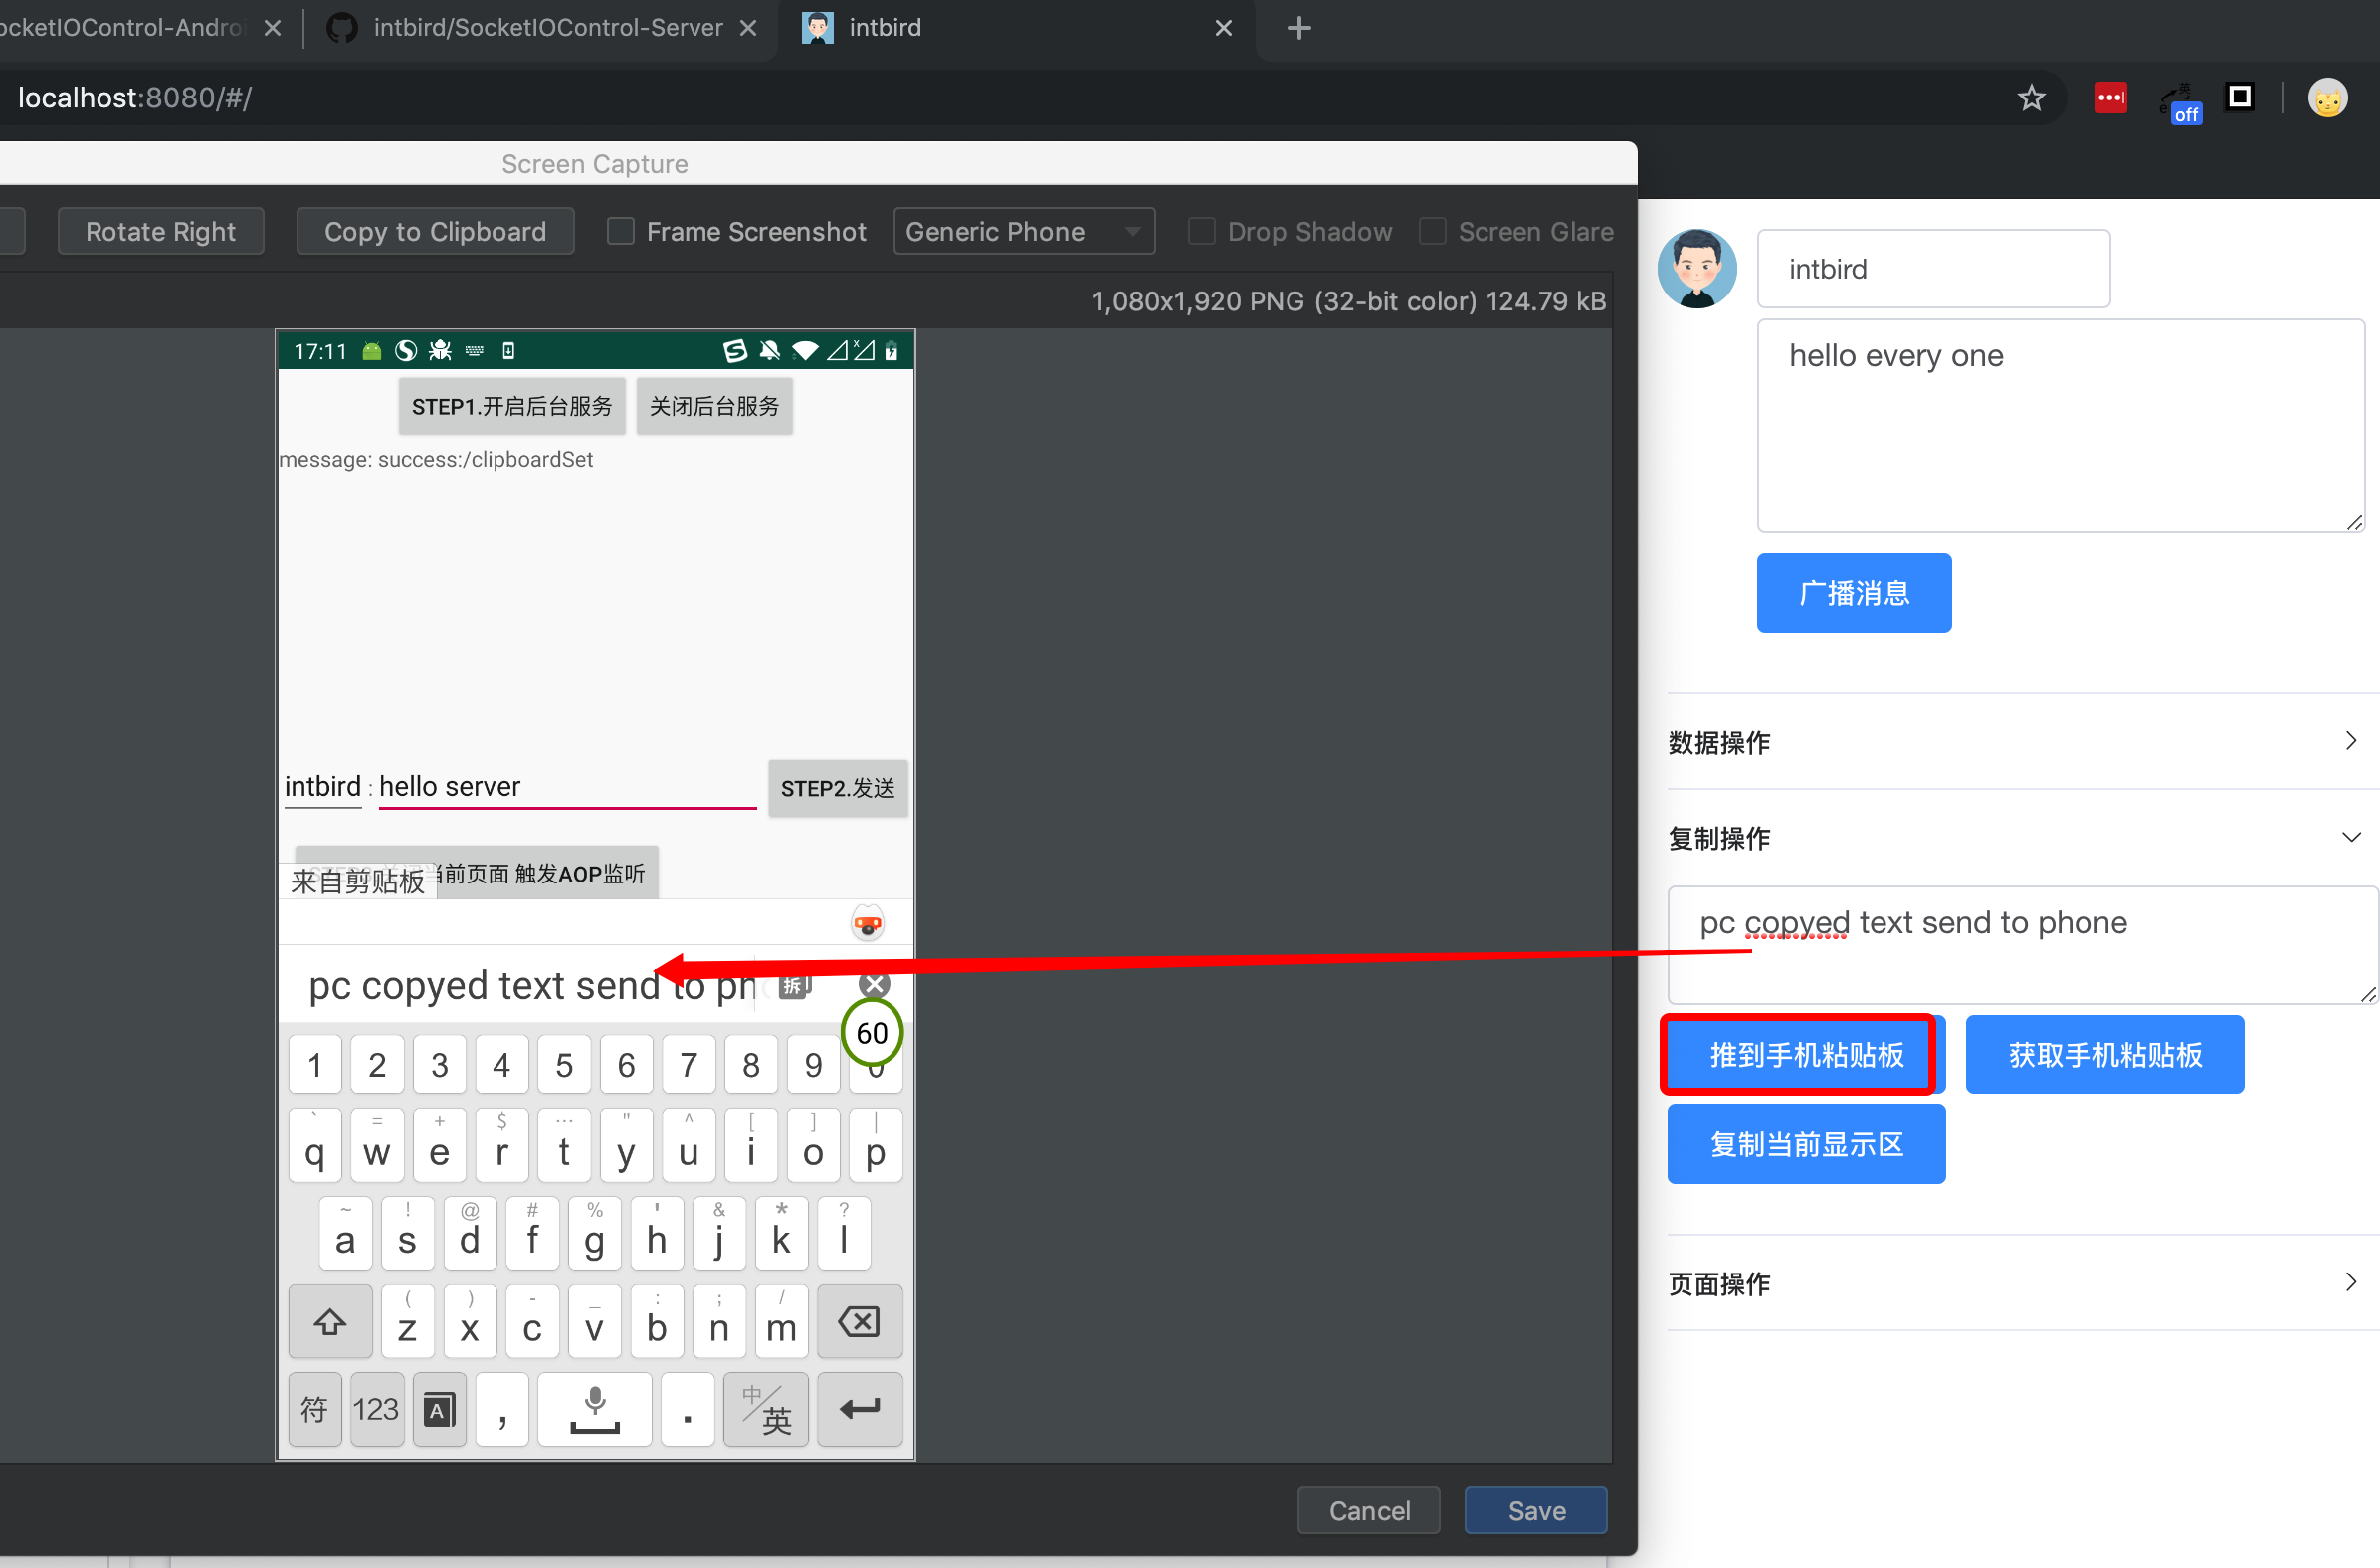 ocketIOControl-Androi
intbird/SocketIOControl-Server
intbird
localhost:8080/#/
英
off
Screen Capture
Rotate Right
Copy to Clipboard
Frame Screenshot
Generic Phone
Drop Shadow
Screen Glare
1,080x1,920 PNG (32-bit color) 124.79 kB
17:11
STEP1.开启后台服务
关闭后台服务
message: success:/clipboardSet
intbird : hello server
STEP2.发送
当前页面 触发AOP监听
来自剪贴板
pc copyed text send to ph
拆
60
1 2 3 4 5 6 7 8 9 0
` = + $ ... " ^ [ ] |
q w e r t y u i o p
~ ! @ # % ' & * ?
a s d f g h j k l
( ) - _ : ; /
z x c v b n m
符 123 A , . 中/英
Cancel
Save
intbird
hello every one
广播消息
数据操作
复制操作
pc copyed text send to phone
推到手机粘贴板
获取手机粘贴板
复制当前显示区
页面操作